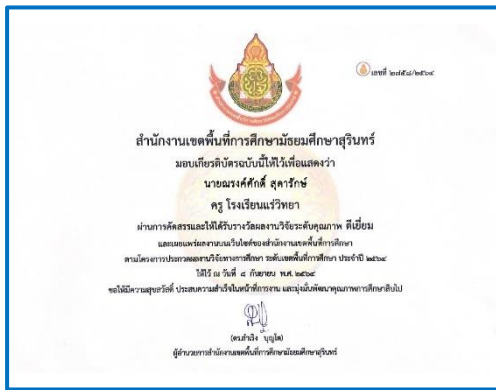 เลขที่ ๒๗๕๘/๒๕๖๔
สำนักงานเขตพื้นที่การศึกษามัธยมศึกษาสุรินทร์
มอบเกียรติบัตรฉบับนี้ให้ไว้เพื่อแสดงว่า
นายณรงค์ศักดิ์ สุดารักษ์
ครู โรงเรียนแร่วิทยา
ผ่านการคัดสรรและให้ได้รับรางวัลผลงานวิจัยระดับคุณภาพ ดีเยี่ยม
และเผยแพร่ผลงานบนเว็บไซต์ของสำนักงานเขตพื้นที่การศึกษา
ตามโครงการประกวดผลงานวิจัยทางการศึกษา ระดับเขตพื้นที่การศึกษา ประจำปี ๒๕๖๔
ให้ไว้ ณ วันที่ ๘ กันยายน พ.ศ. ๒๕๖๔
ขอให้มีความสุขสวัสดิ์ ประสบความสำเร็จในหน้าที่การงาน และมุ่งมั่นพัฒนาคุณภาพการศึกษาสืบไป
(ดร.สำเริง บุญโต)
ผู้อำนวยการสำนักงานเขตพื้นที่การศึกษามัธยมศึกษาสุรินทร์